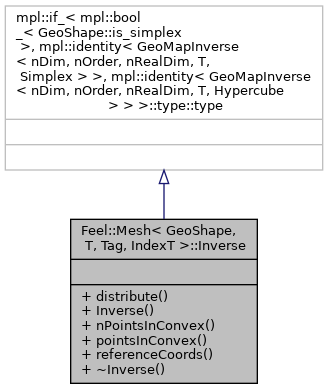 mpl::if_< mpl::bool
_< GeoShape::is_simplex
>, mpl::identity< GeoMapInverse
< nDim, nOrder, nRealDim, T,
Simplex > >, mpl::identity< GeoMapInverse
< nDim, nOrder, nRealDim, T, Hypercube
> > >::type::type
Feel::Mesh< GeoShape,
T, Tag, IndexT >::Inverse
+ distribute()
+ Inverse()
+ nPointsInConvex()
+ pointsInConvex()
+ referenceCoords()
+ ~Inverse()